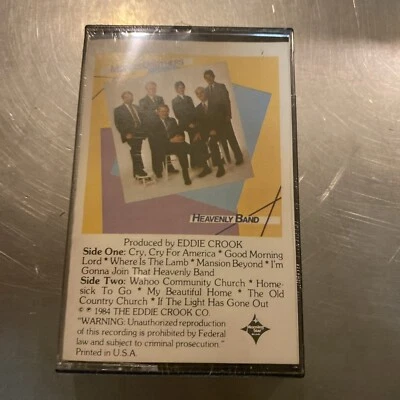 HEAVENLY BAND
Produced by EDDIE CROOK
Side One: Cry, Cry For America * Good Morning
Lord * Where Is The Lamb * Mansion Beyond * I'm
Gonna Join That Heavenly Band
Side Two: Wahoo Community Church * Home-
sick To Go * My Beautiful Home * The Old
Country Church * If The Light Has Gone Out
© ℗ 1984 THE EDDIE CROOK CO.
"WARNING: Unauthorized reproduction
of this recording is prohibited by Federal
law and subject to criminal prosecution."
Printed in U.S.A.